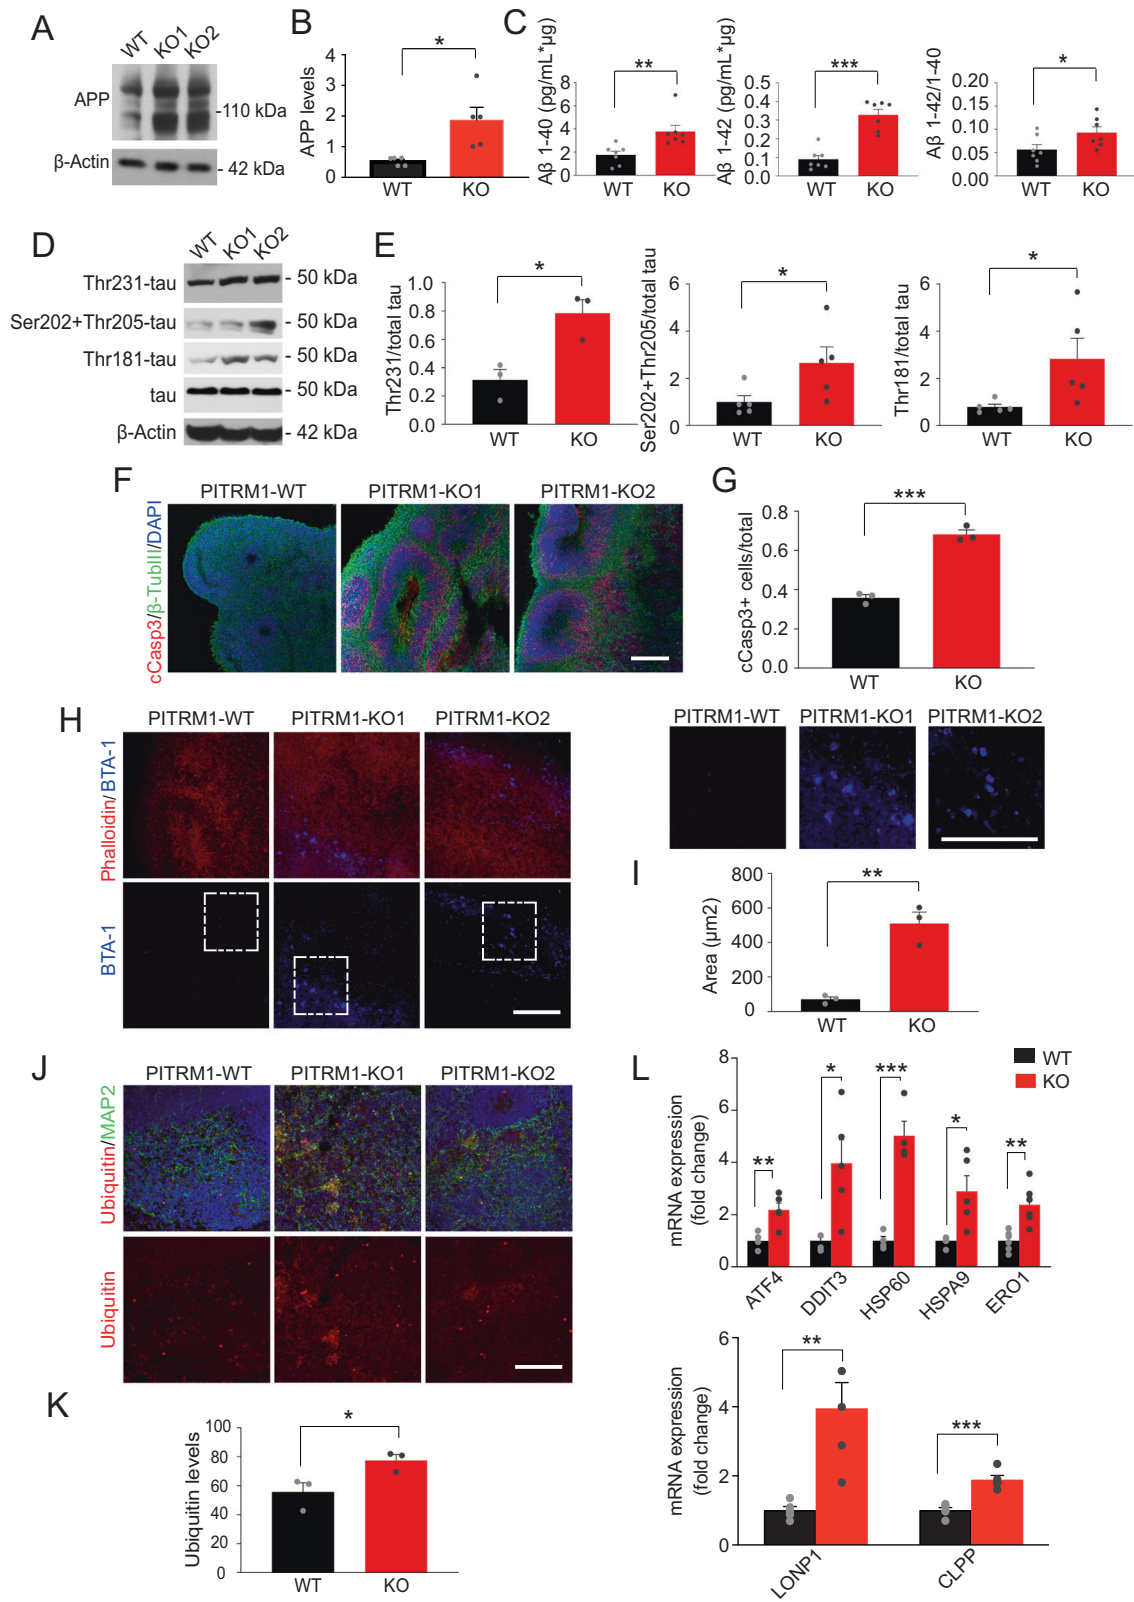 A
WT
KO1
KO2
APP
-110 kDa
β-Actin
- 42 kDa
B
*
APP levels
4
3
2
1
0
WT
KO
C
**
Aβ 1-40 (pg/mL*µg)
8
6
4
2
0
WT
KO
***
Aβ 1-42 (pg/mL*µg)
0.5
0.4
0.3
0.2
0.1
0.0
WT
KO
*
Aβ 1-42/1-40
0.20
0.15
0.10
0.05
0.00
WT
KO
D
WT
KO1
KO2
Thr231-tau
- 50 kDa
Ser202+Thr205-tau
- 50 kDa
Thr181-tau
- 50 kDa
tau
- 50 kDa
β-Actin
- 42 kDa
E
*
Thr231/total tau
1.0
0.8
0.6
0.4
0.2
0.0
WT
KO
*
Ser202+Thr205/total tau
6
4
2
0
WT
KO
*
Thr181/total tau
6
4
2
0
WT
KO
F
PITRM1-WT
PITRM1-KO1
PITRM1-KO2
cCasp3/β-TubIII/DAPI
G
***
cCasp3+ cells/total
0.8
0.6
0.4
0.2
0.0
WT
KO
H
PITRM1-WT
PITRM1-KO1
PITRM1-KO2
Phalloidin/BTA-1
BTA-1
PITRM1-WT
PITRM1-KO1
PITRM1-KO2
I
**
Area (µm2)
800
600
400
200
0
WT
KO
J
PITRM1-WT
PITRM1-KO1
PITRM1-KO2
Ubiquitin/MAP2
Ubiquitin
K
*
Ubiquitin levels
100
80
60
40
20
0
WT
KO
L
WT
KO
mRNA expression
(fold change)
8
6
4
2
0
**
*
***
*
**
ATF4
DDIT3
HSP60
HSPA9
ERO1
mRNA expression
(fold change)
6
4
2
0
**
***
LONP1
CLPP